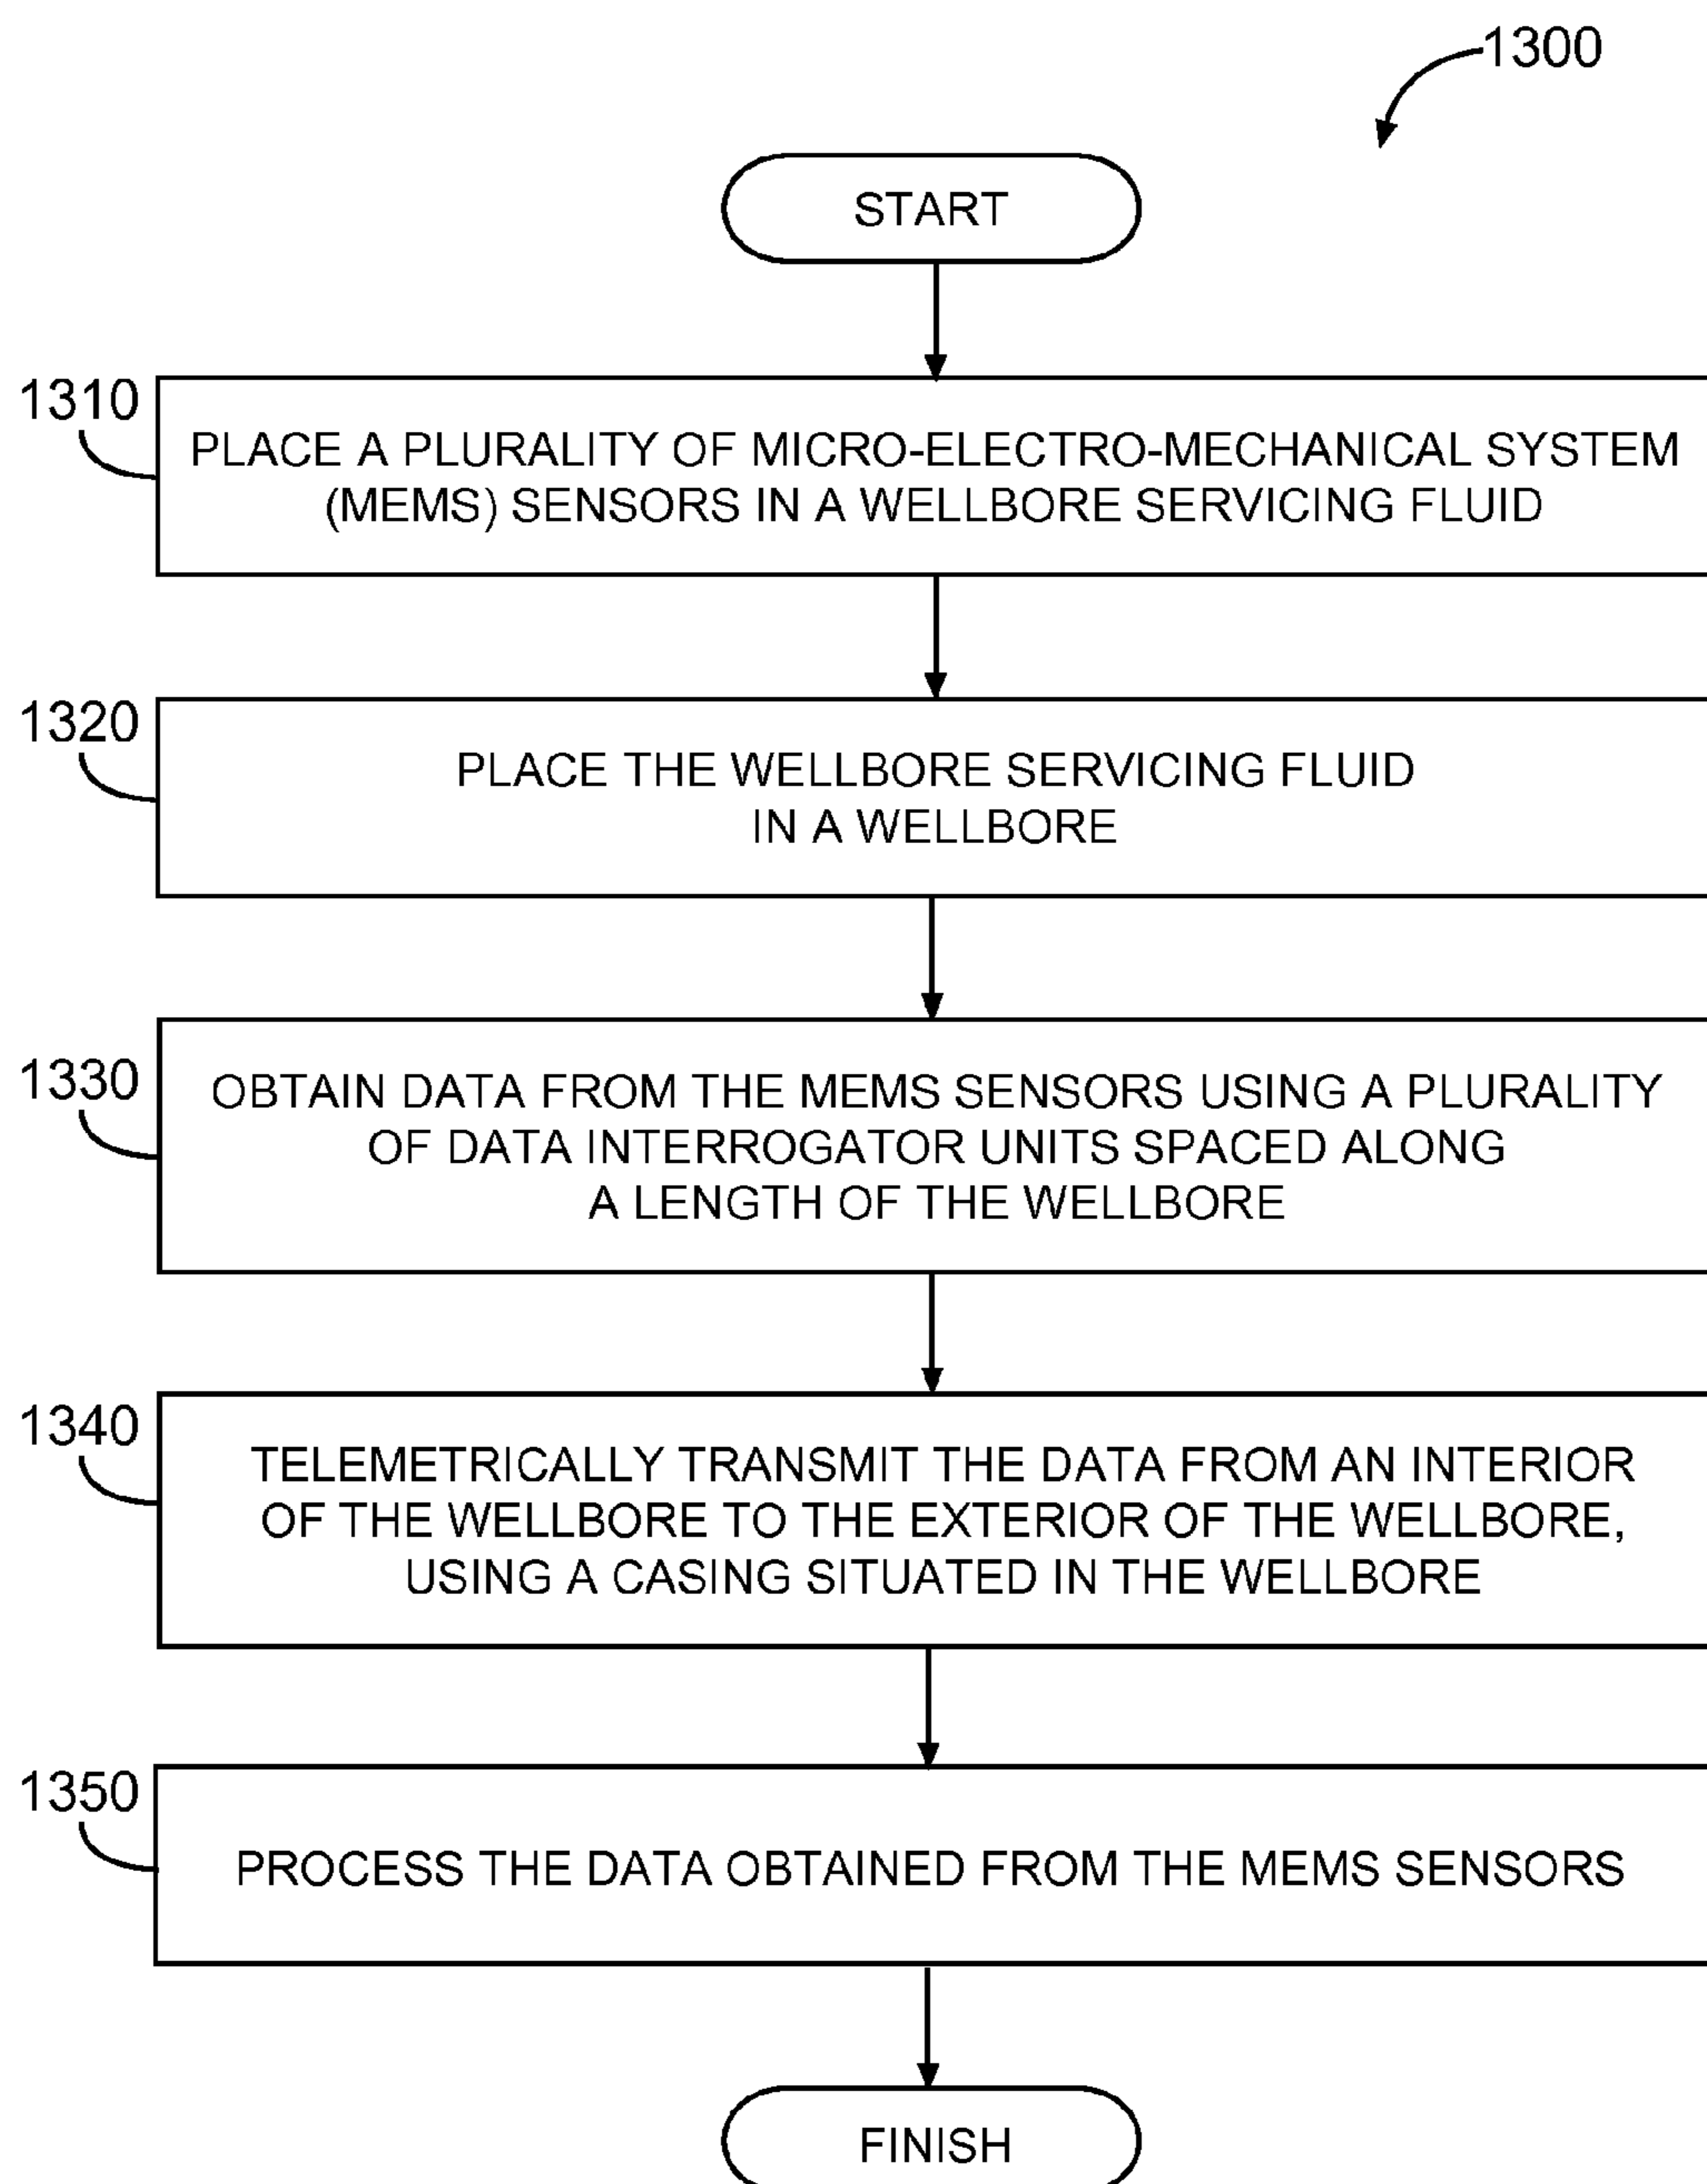 1300
START
1310
PLACE A PLURALITY OF MICRO-ELECTRO-MECHANICAL SYSTEM
(MEMS) SENSORS IN A WELLBORE SERVICING FLUID
1320
PLACE THE WELLBORE SERVICING FLUID
IN A WELLBORE
1330
OBTAIN DATA FROM THE MEMS SENSORS USING A PLURALITY
OF DATA INTERROGATOR UNITS SPACED ALONG
A LENGTH OF THE WELLBORE
1340
TELEMETRICALLY TRANSMIT THE DATA FROM AN INTERIOR
OF THE WELLBORE TO THE EXTERIOR OF THE WELLBORE,
USING A CASING SITUATED IN THE WELLBORE
1350
PROCESS THE DATA OBTAINED FROM THE MEMS SENSORS
FINISH